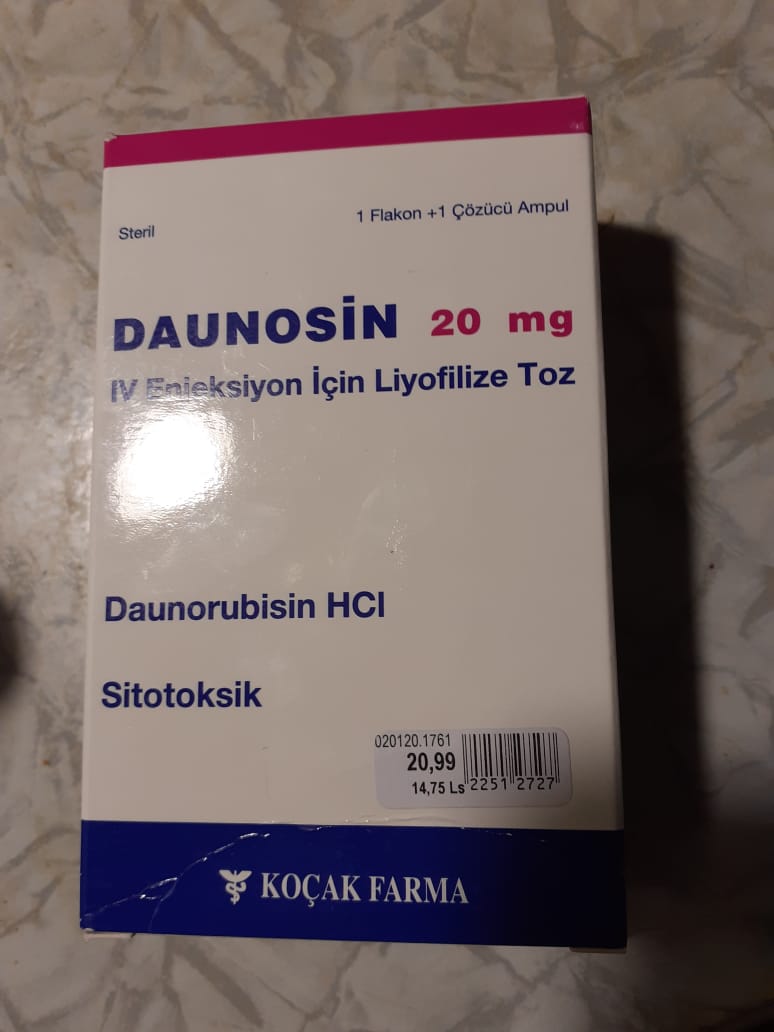 Steril
1 Flakon +1 Çözücü Ampul
DAUNOSİN 20 mg
IV Enjeksiyon İçin Liyofilize Toz
Daunorubisin HCl
Sitotoksik
020120.1761
20,99
14,75 Ls
2251 2727
KOÇAK FARMA